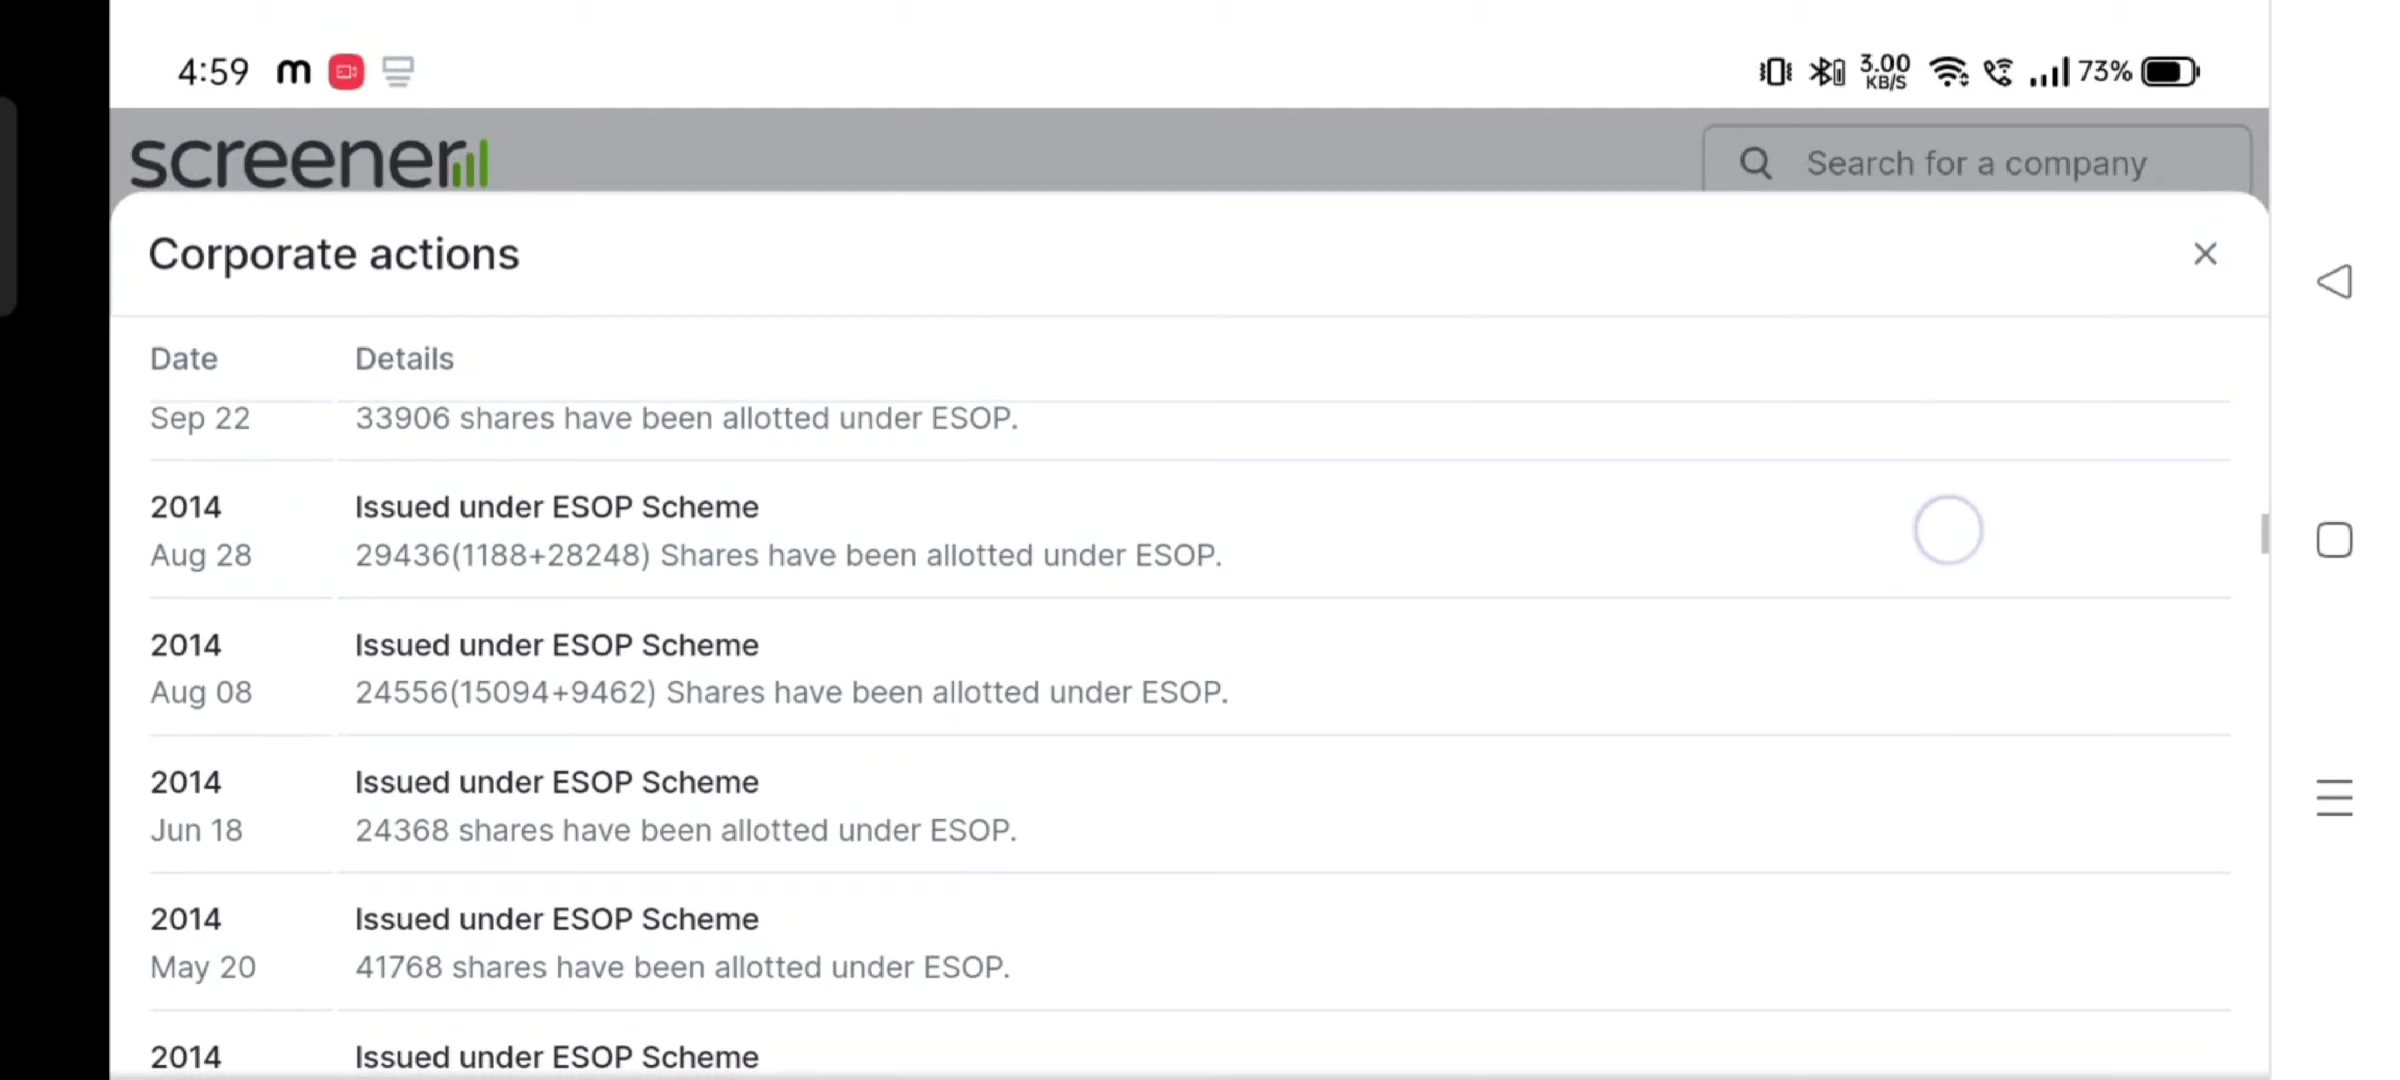 4:59 m 3.00 KB/S 73%
screener Search for a company
Corporate actions
Date Details
Sep 22 33906 shares have been allotted under ESOP.
2014 Issued under ESOP Scheme
Aug 28 29436(1188+28248) Shares have been allotted under ESOP.
2014 Issued under ESOP Scheme
Aug 08 24556(15094+9462) Shares have been allotted under ESOP.
2014 Issued under ESOP Scheme
Jun 18 24368 shares have been allotted under ESOP.
2014 Issued under ESOP Scheme
May 20 41768 shares have been allotted under ESOP.
2014 Issued under ESOP Scheme